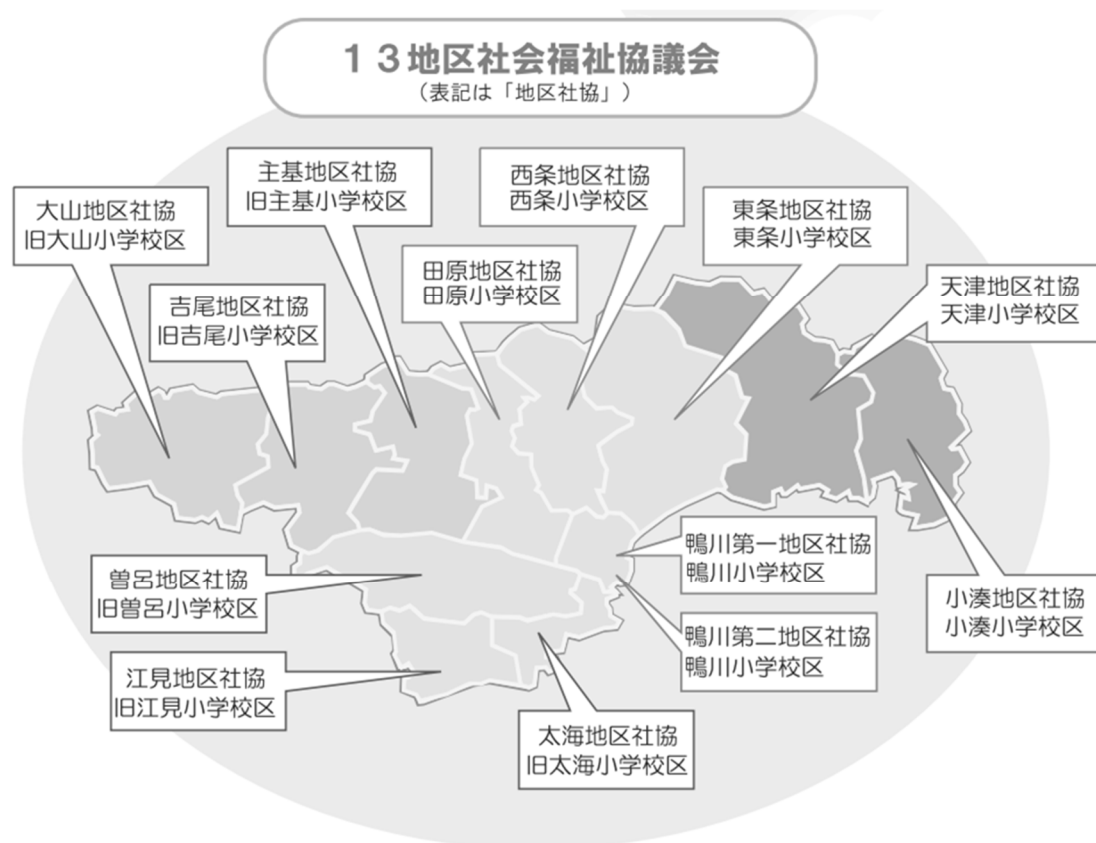 １３地区社会福祉協議会
（表記は「地区社協」）
大山地区社協
旧大山小学校区
主基地区社協
旧主基小学校区
西条地区社協
西条小学校区
東条地区社協
東条小学校区
吉尾地区社協
旧吉尾小学校区
田原地区社協
田原小学校区
天津地区社協
天津小学校区
曽呂地区社協
旧曽呂小学校区
鴨川第一地区社協
鴨川小学校区
鴨川第二地区社協
鴨川小学校区
小湊地区社協
小湊小学校区
江見地区社協
旧江見小学校区
太海地区社協
旧太海小学校区